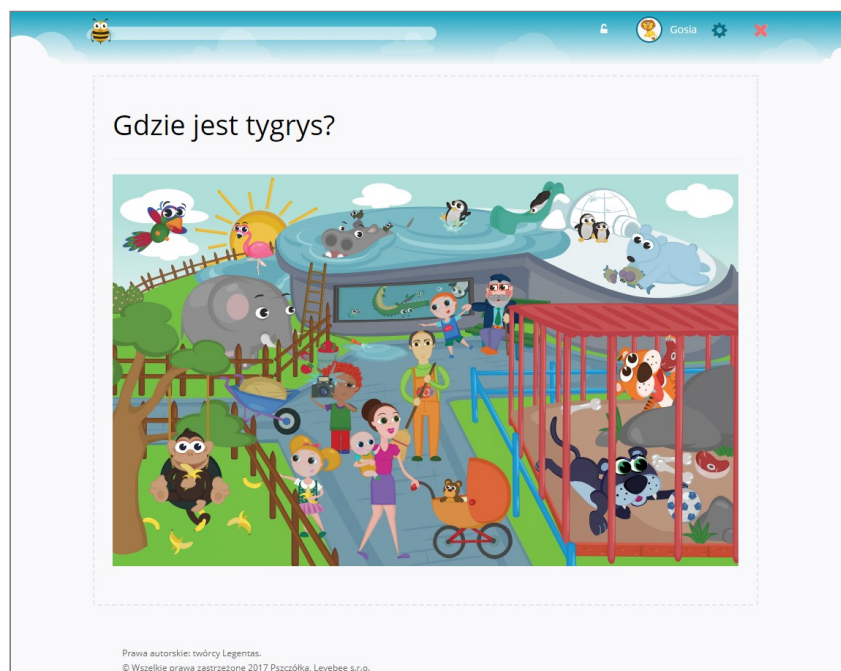 Gosia
Gdzie jest tygrys?
Prawa autorskie: twórcy Legentas.
© Wszelkie prawa zastrzeżone 2017 Pszczółka, Levebee s.r.o.